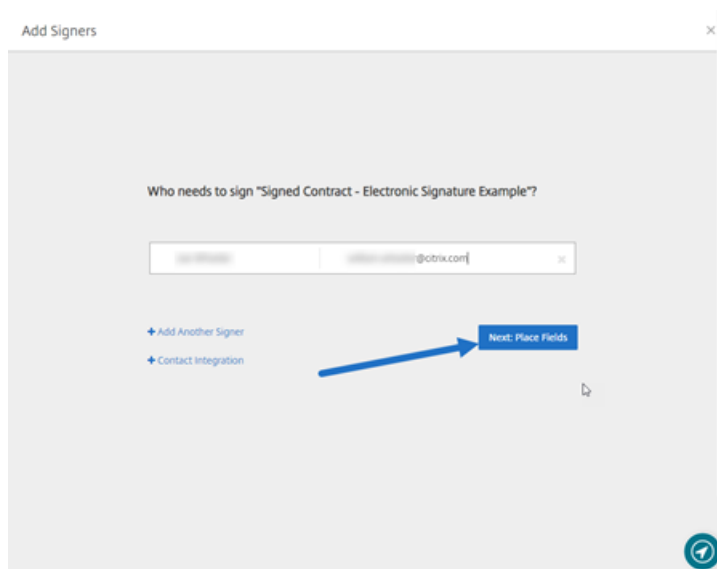 Add Signers
Who needs to sign "Signed Contract - Electronic Signature Example"?
@citrix.com
+ Add Another Signer
Next: Place Fields
+ Contact Integration